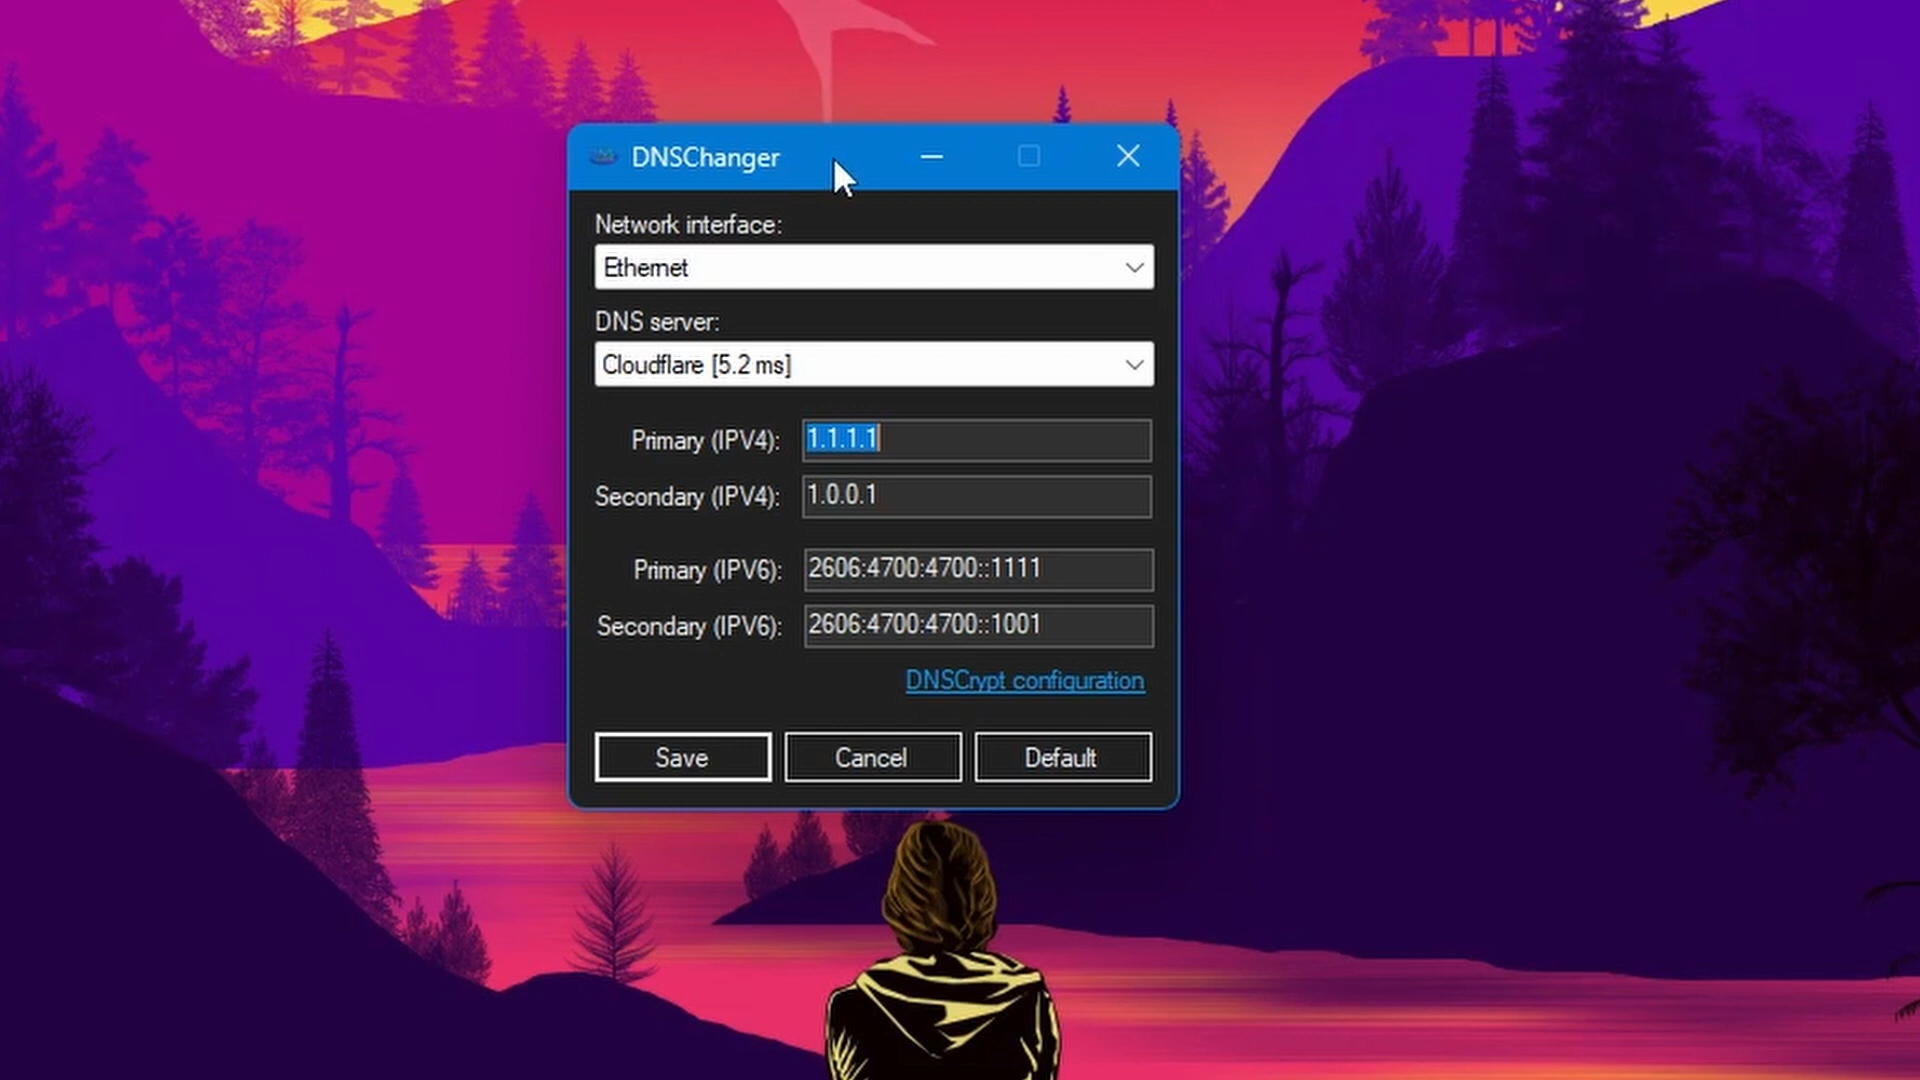 DNSChanger
Network interface:
Ethernet
DNS server:
Cloudflare [5.2 ms]
Primary (IPV4): 1.1.1.1
Secondary (IPV4): 1.0.0.1
Primary (IPV6): 2606:4700:4700::1111
Secondary (IPV6): 2606:4700:4700::1001
DNSCrypt configuration
Save Cancel Default